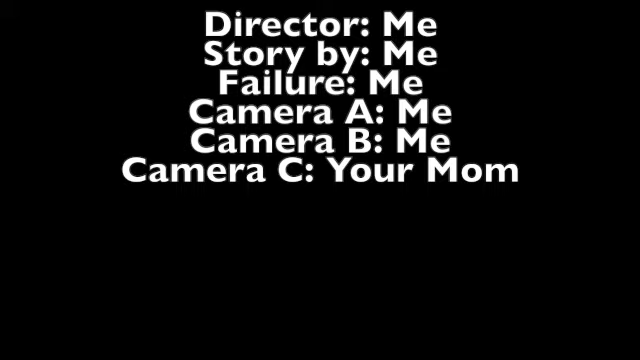 Director: Me
Story by: Me
Failure: Me
Camera A: Me
Camera B: Me
Camera C: Your Mom